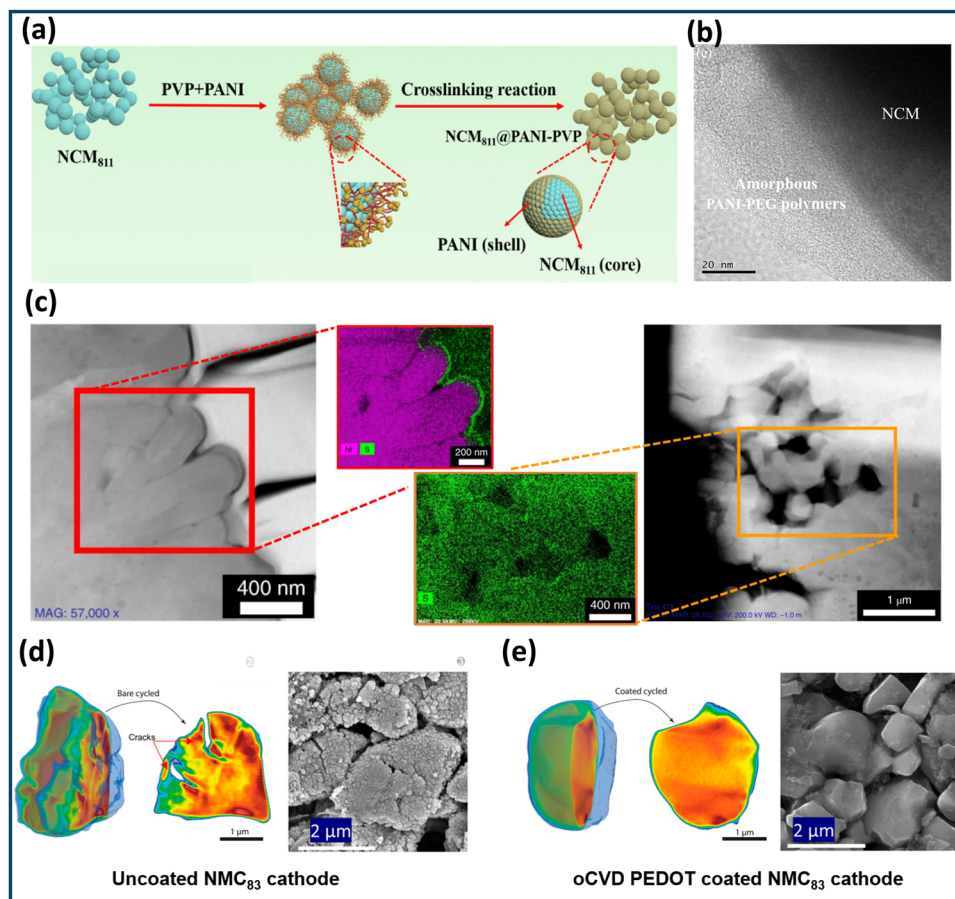 (a)
PVP+PANI
Crosslinking reaction
NCM811
NCM811@PANI-PVP
PANI (shell)
NCM811 (core)
(b)
NCM
Amorphous
PANI-PEG polymers
20 nm
(c)
400 nm
MAG: 57,000 x
Ni S
200 nm
S
400 nm
1 μm
(d)
②
③
Bare cycled
Cracks
1 μm
2 μm
Uncoated NMC83 cathode
(e)
Coated cycled
1 μm
2 μm
oCVD PEDOT coated NMC83 cathode